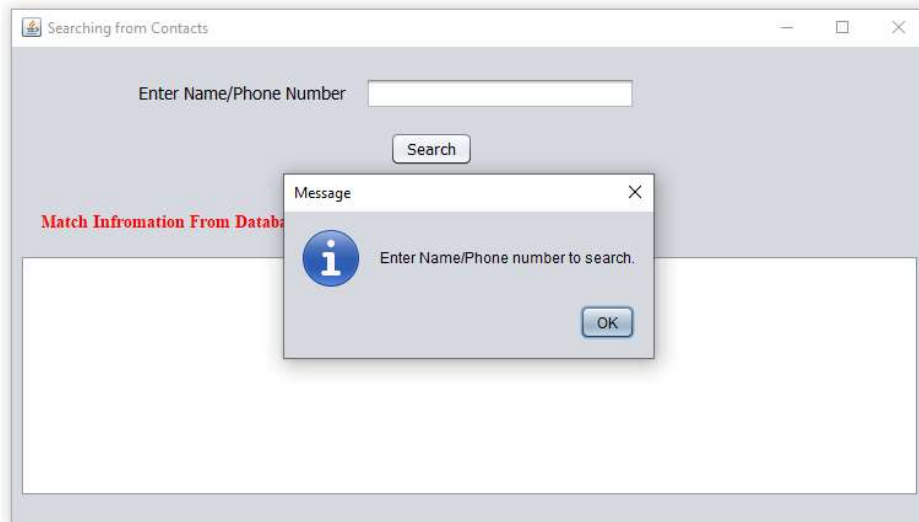 Searching from Contacts
Enter Name/Phone Number
Search
Message
Match Infromation From
Enter Name/Phone number to search.
OK